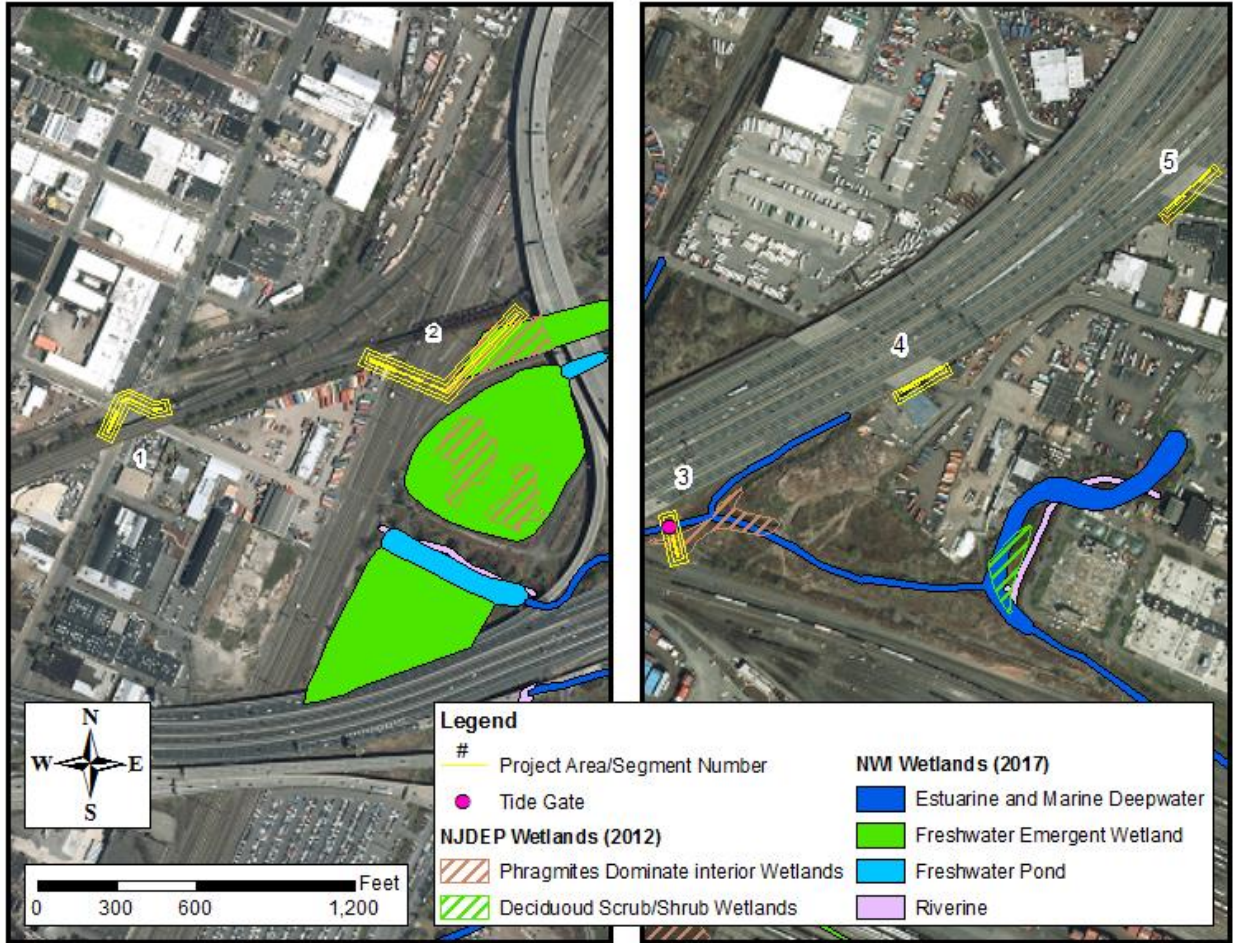 1
2
3
4
5
N
W E
S
0 300 600 1,200
Feet
Legend
#
Project Area/Segment Number
Tide Gate
NJDEP Wetlands (2012)
Phragmites Dominate interior Wetlands
Deciduoud Scrub/Shrub Wetlands
NWI Wetlands (2017)
Estuarine and Marine Deepwater
Freshwater Emergent Wetland
Freshwater Pond
Riverine